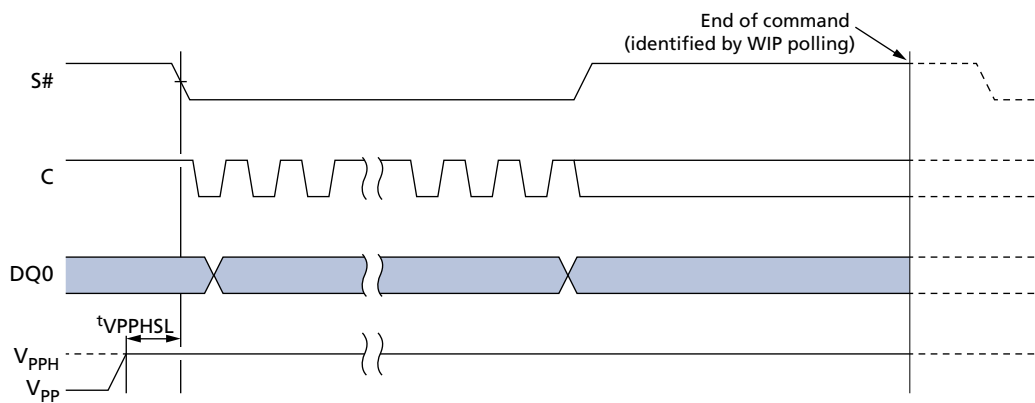 End of command
(identified by WIP polling)
S#
C
DQ0
tVPPHSL
VPPH
VPP